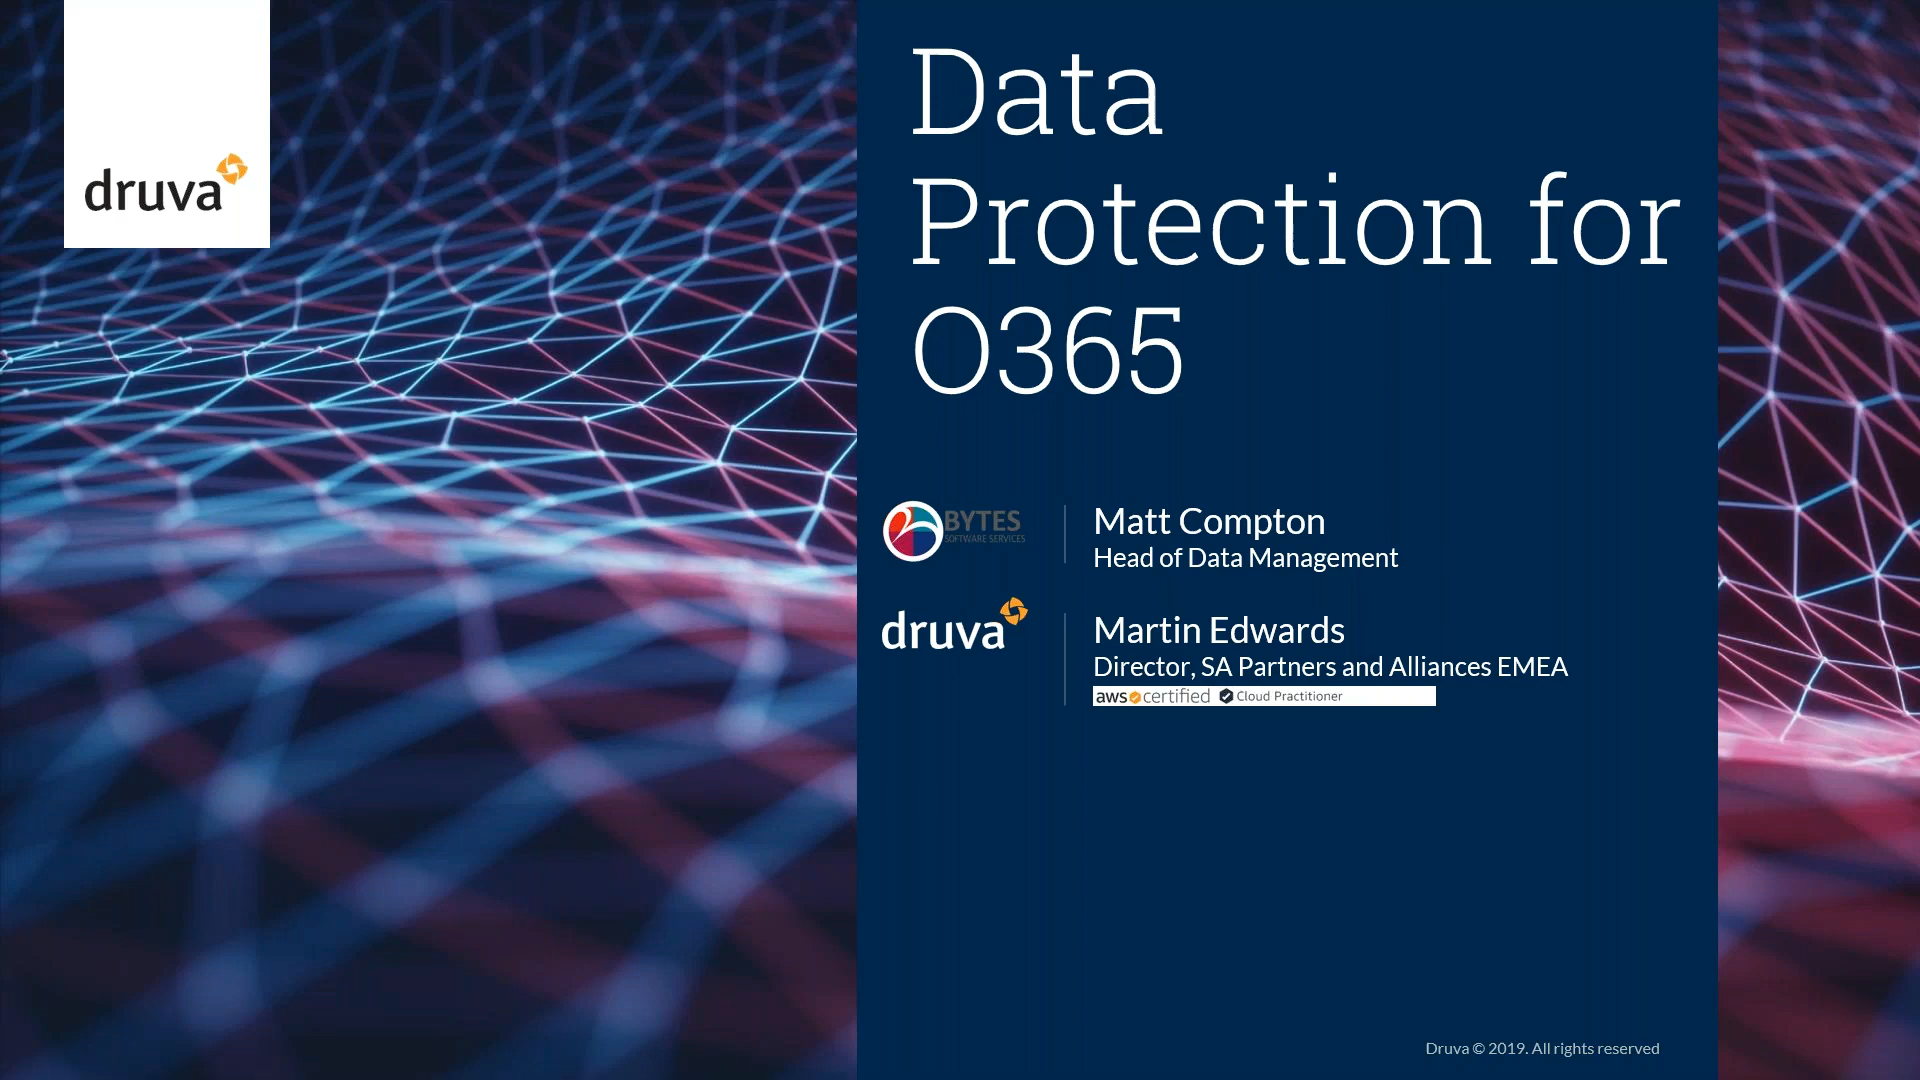 druva
Data
Protection for
O365
BYTES
SOFTWARE SERVICES
Matt Compton
Head of Data Management
druva
Martin Edwards
Director, SA Partners and Alliances EMEA
aws certified Cloud Practitioner
Druva © 2019. All rights reserved